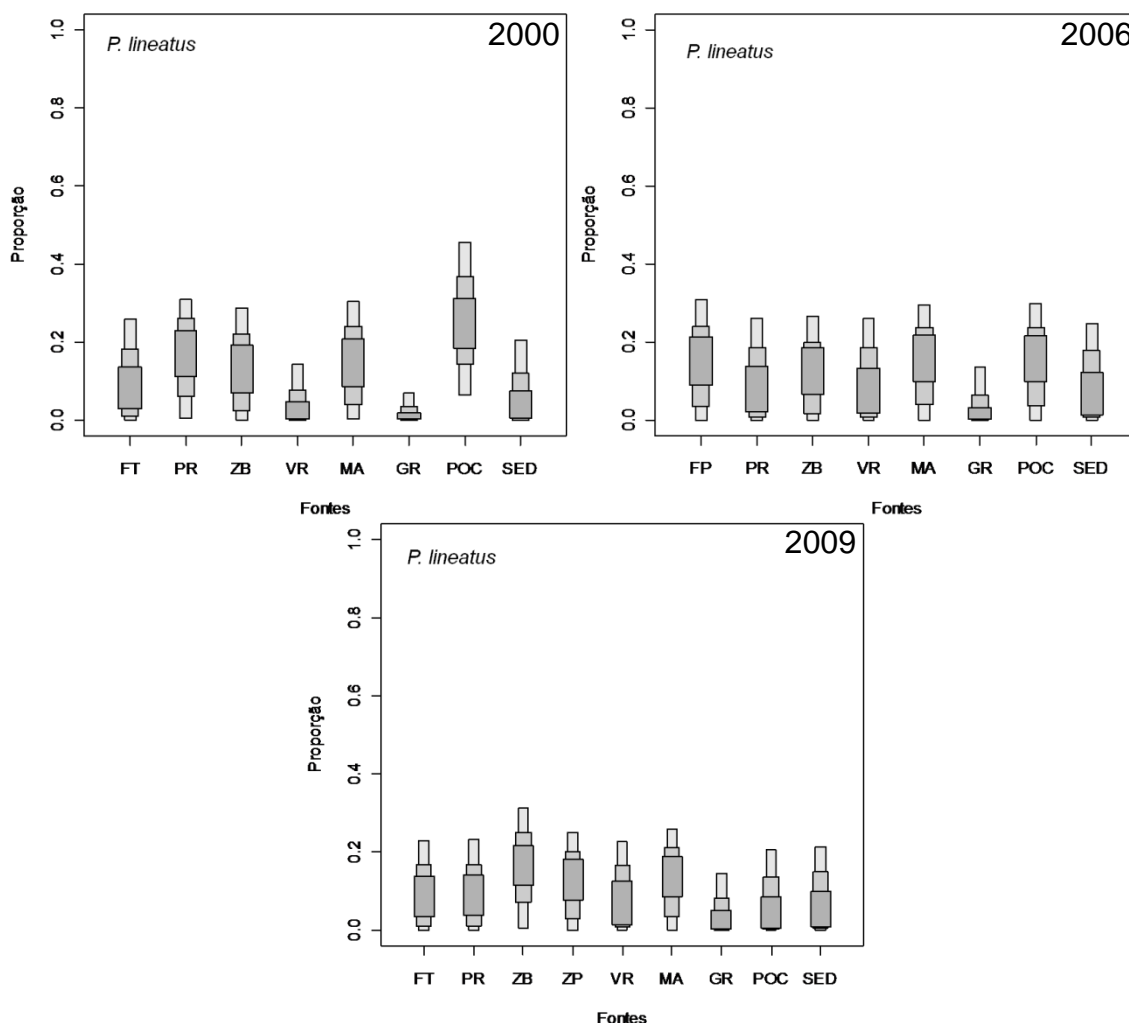 P. lineatus
2000
Proporção
1.0
0.8
0.6
0.4
0.2
0.0
FT PR ZB VR MA GR POC SED
Fontes
P. lineatus
2006
Proporção
1.0
0.8
0.6
0.4
0.2
0.0
FP PR ZB VR MA GR POC SED
Fontes
P. lineatus
2009
Proporção
1.0
0.8
0.6
0.4
0.2
0.0
FT PR ZB ZP VR MA GR POC SED
Fontes